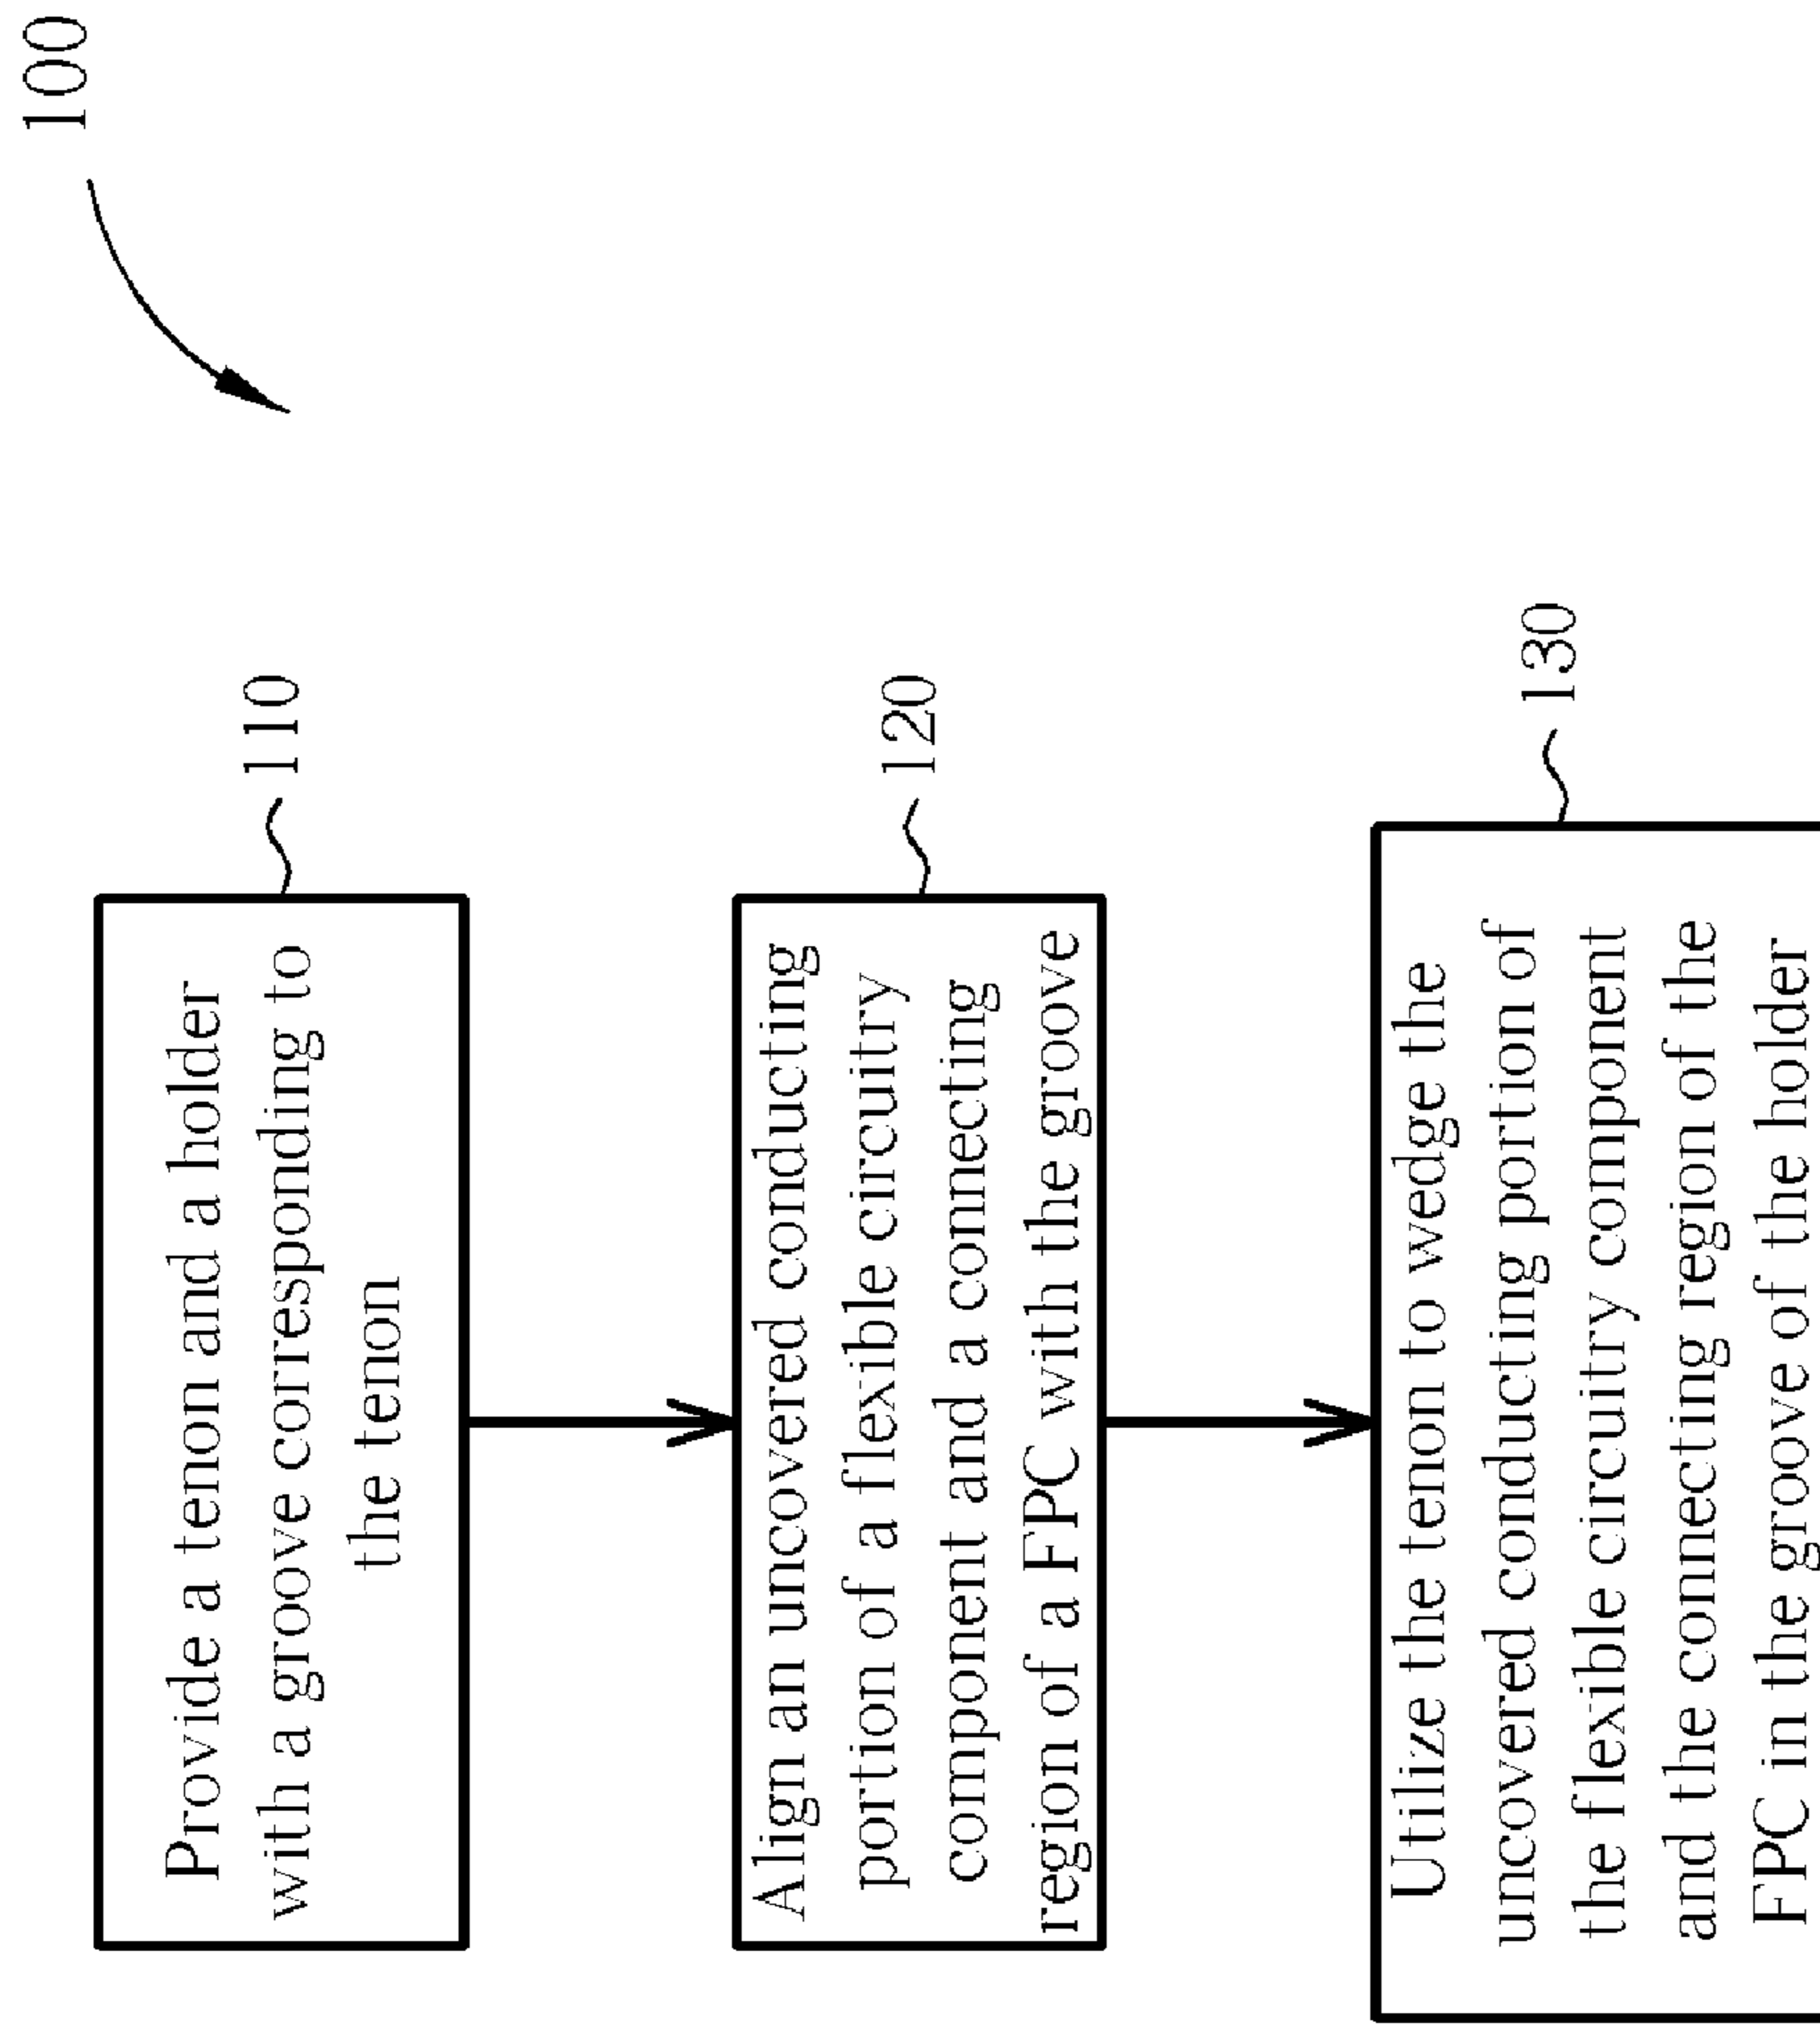 100
Provide a tenon and a holder
with a groove corresponding to
the tenon
110
Align an uncovered conducting
portion of a flexible circuitry
component and a connecting
region of a FPC with the groove
120
Utilize the tenon to wedge the
uncovered conducting portion of
the flexible circuitry component
and the connecting region of the
FPC in the groove of the holder
130